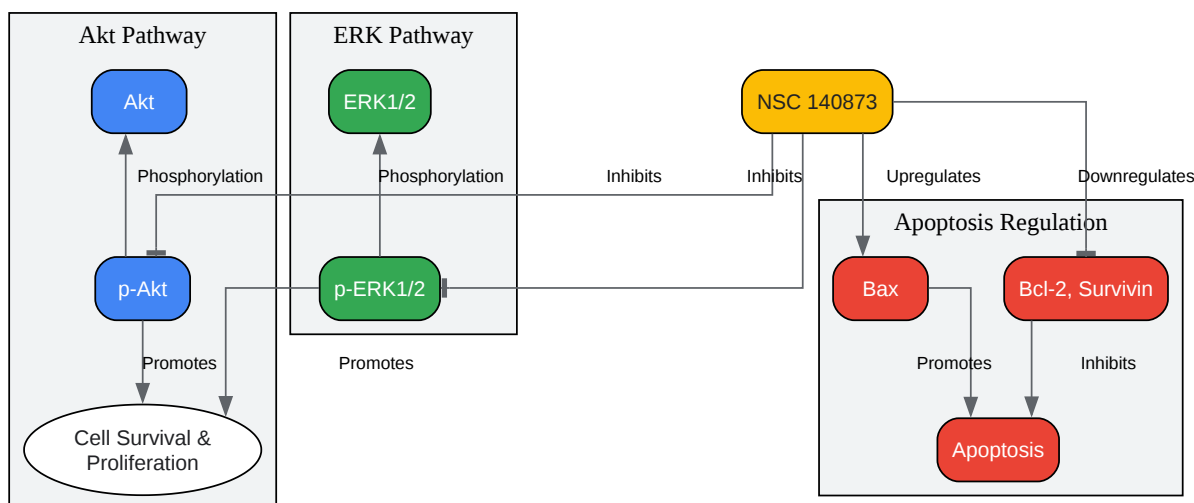 Akt Pathway
ERK Pathway
Akt
ERK1/2
NSC 140873
Phosphorylation
Phosphorylation
Inhibits
Inhibits
Upregulates
Downregulates
Apoptosis Regulation
p-Akt
p-ERK1/2
Bax
Bcl-2, Survivin
Promotes
Promotes
Promotes
Inhibits
Cell Survival &
Proliferation
Apoptosis